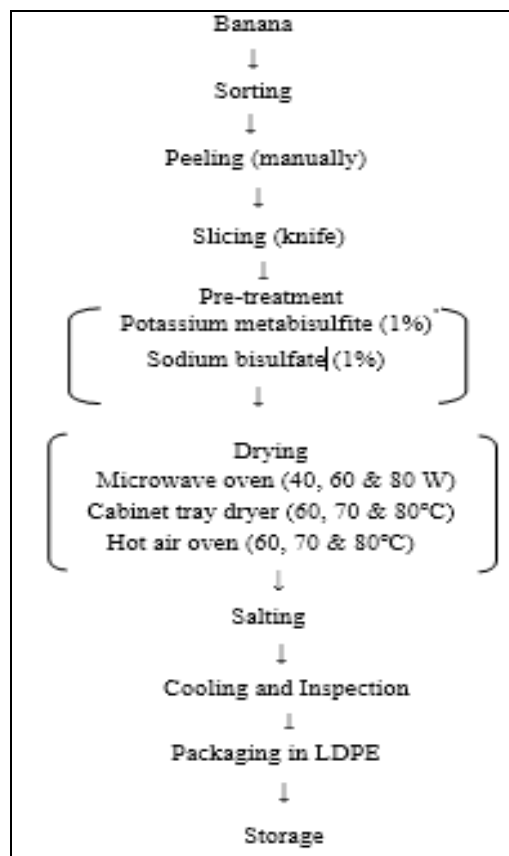 Banana
↓
Sorting
↓
Peeling (manually)
↓
Slicing (knife)
↓
Pre-treatment
Potassium metabisulfite (1%)
Sodium bisulfate (1%)
↓
Drying
Microwave oven (40, 60 & 80 W)
Cabinet tray dryer (60, 70 & 80°C)
Hot air oven (60, 70 & 80°C)
↓
Salting
↓
Cooling and Inspection
↓
Packaging in LDPE
↓
Storage